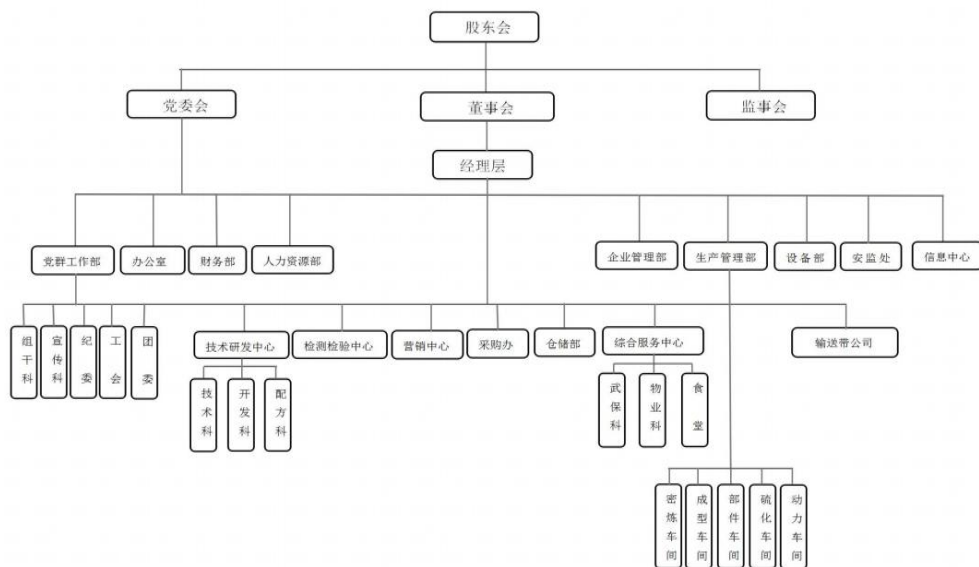 股东会
党委会
董事会
监事会
经理层
党群工作部
办公室
财务部
人力资源部
企业管理部
生产管理部
设备部
安监处
信息中心
组干科
宣传科
纪委
工会
团委
技术研发中心
检测检验中心
营销中心
采购办
仓储部
综合服务中心
输送带公司
技术科
开发科
配方科
武保科
物业科
食堂
密炼车间
成型车间
部件车间
硫化车间
动力车间